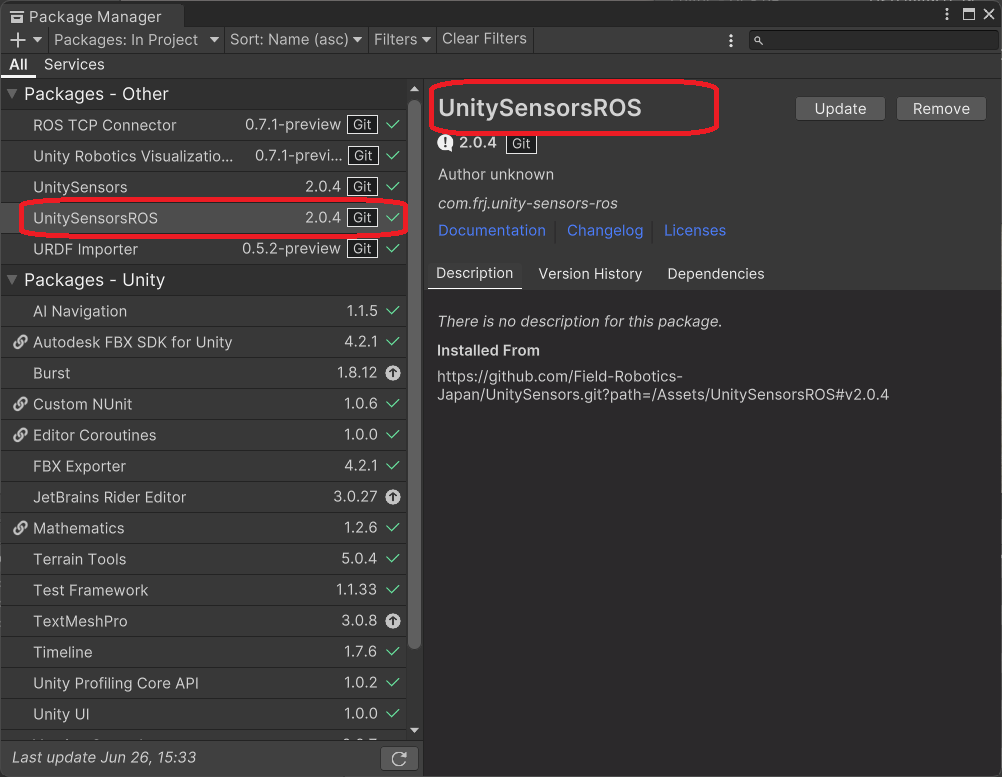 Package Manager
Packages: In Project Sort: Name (asc) Filters Clear Filters
All Services
Packages - Other
ROS TCP Connector 0.7.1-preview Git
Unity Robotics Visualizatio... 0.7.1-previ... Git
UnitySensors 2.0.4 Git
UnitySensorsROS 2.0.4 Git
URDF Importer 0.5.2-preview Git
Packages - Unity
AI Navigation 1.1.5
Autodesk FBX SDK for Unity 4.2.1
Burst 1.8.12
Custom NUnit 1.0.6
Editor Coroutines 1.0.0
FBX Exporter 4.2.1
JetBrains Rider Editor 3.0.27
Mathematics 1.2.6
Terrain Tools 5.0.4
Test Framework 1.1.33
TextMeshPro 3.0.8
Timeline 1.7.6
Unity Profiling Core API 1.0.2
Unity UI 1.0.0
Last update Jun 26, 15:33
UnitySensorsROS
Update Remove
2.0.4 Git
Author unknown
com.frj.unity-sensors-ros
Documentation Changelog Licenses
Description Version History Dependencies
There is no description for this package.
Installed From
https://github.com/Field-Robotics-
Japan/UnitySensors.git?path=/Assets/UnitySensorsROS#v2.0.4